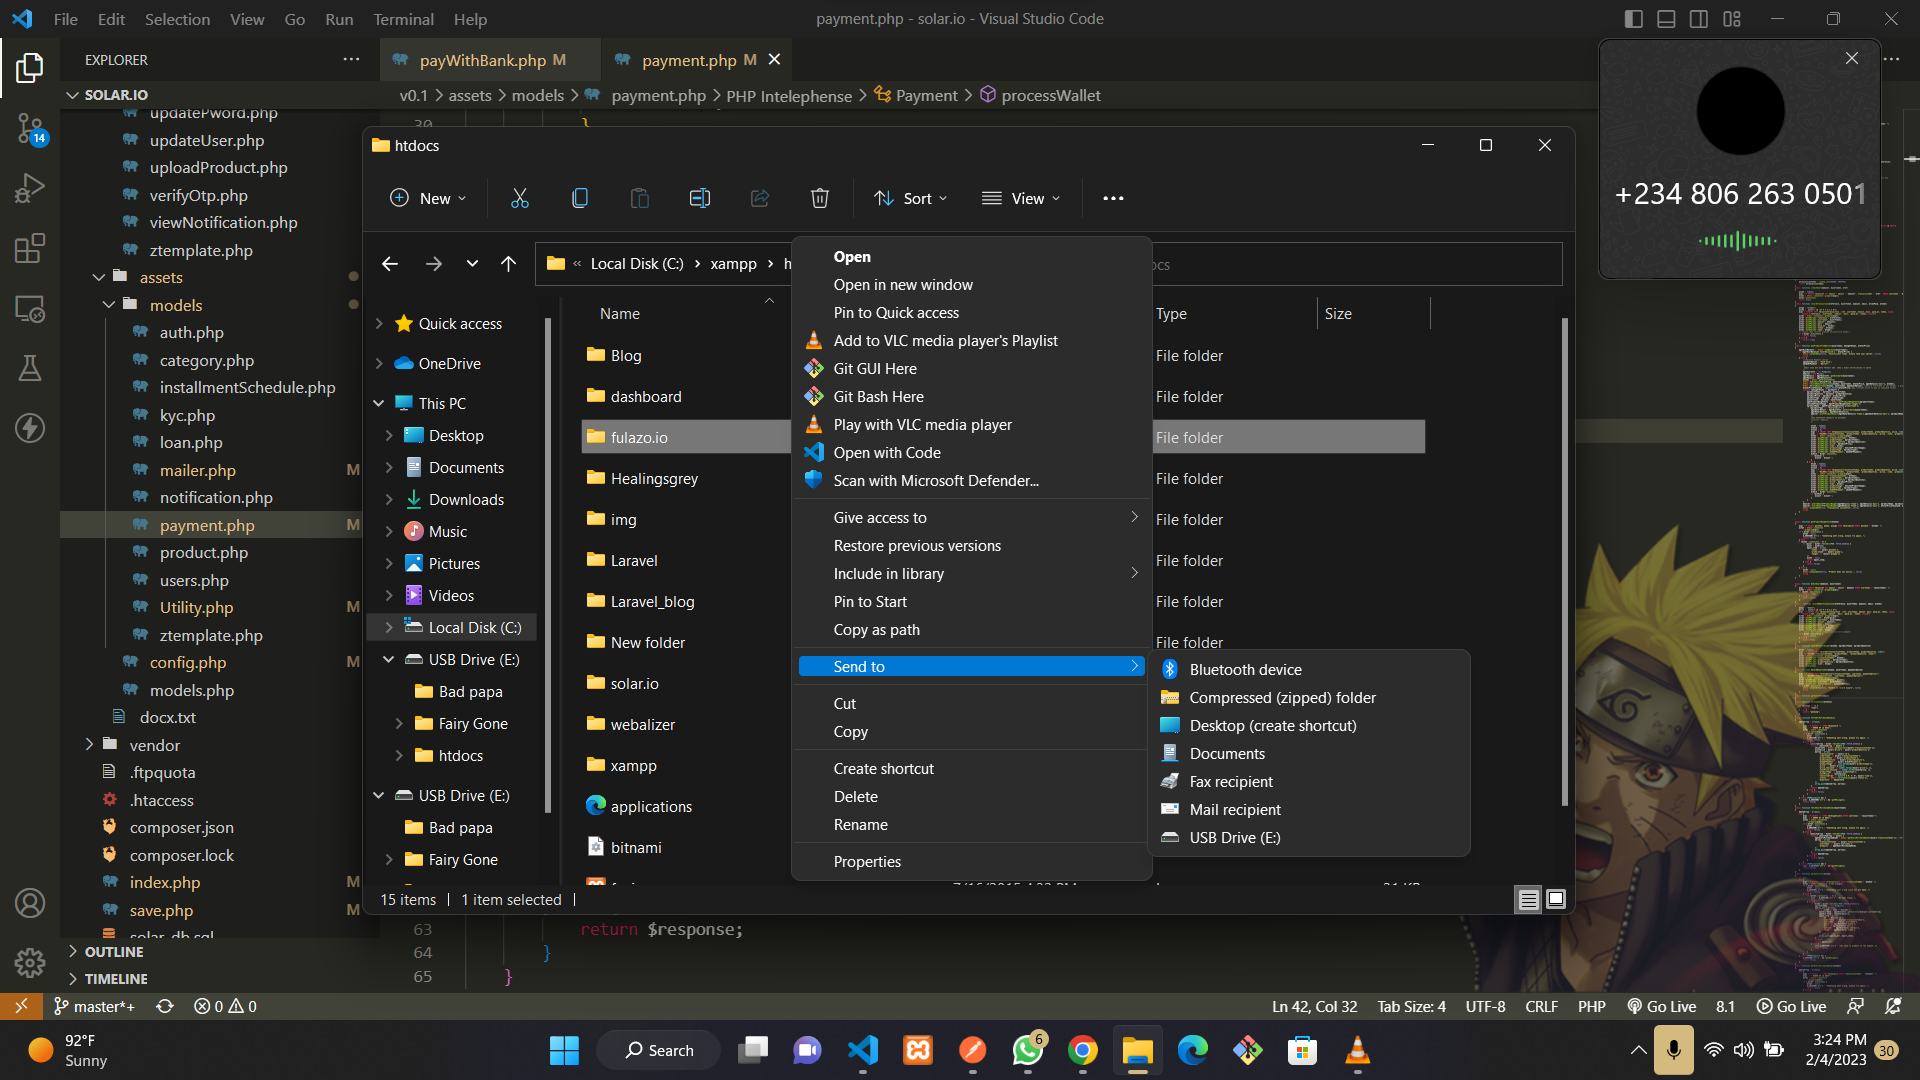 File Edit Selection View Go Run Terminal Help
payment.php - solar.io - Visual Studio Code
EXPLORER
SOLAR.IO
updatePword.php
updateUser.php
uploadProduct.php
verifyOtp.php
viewNotification.php
ztemplate.php
assets
models
auth.php
category.php
installmentSchedule.php
kyc.php
loan.php
mailer.php M
notification.php
payment.php M
product.php
users.php
Utility.php M
ztemplate.php
config.php M
models.php
docx.txt
vendor
.ftpquota
.htaccess
composer.json
composer.lock
index.php M
save.php M
solar_db.sql
OUTLINE
TIMELINE
14
payWithBank.php M
payment.php M
v0.1 > assets > models > payment.php > PHP Intelephense > Payment > processWallet
30 }
htdocs
New
Sort
View
Local Disk (C:) > xampp > h
ocs
Quick access
OneDrive
This PC
Desktop
Documents
Downloads
Music
Pictures
Videos
Local Disk (C:)
USB Drive (E:)
Bad papa
Fairy Gone
htdocs
USB Drive (E:)
Bad papa
Fairy Gone
Name Type Size
Blog File folder
dashboard File folder
fulazo.io File folder
Healingsgrey File folder
img File folder
Laravel File folder
Laravel_blog File folder
New folder File folder
solar.io
webalizer
xampp
applications
bitnami
15 items 1 item selected
Open
Open in new window
Pin to Quick access
Add to VLC media player's Playlist
Git GUI Here
Git Bash Here
Play with VLC media player
Open with Code
Scan with Microsoft Defender...
Give access to
Restore previous versions
Include in library
Pin to Start
Copy as path
Send to
Cut
Copy
Create shortcut
Delete
Rename
Properties
Bluetooth device
Compressed (zipped) folder
Desktop (create shortcut)
Documents
Fax recipient
Mail recipient
USB Drive (E:)
+234 806 263 0501
63 return $response;
64 }
65 }
master*+ 0 0
Ln 42, Col 32 Tab Size: 4 UTF-8 CRLF PHP Go Live 8.1 Go Live
92°F
Sunny
Search
6
3:24 PM
2/4/2023
30